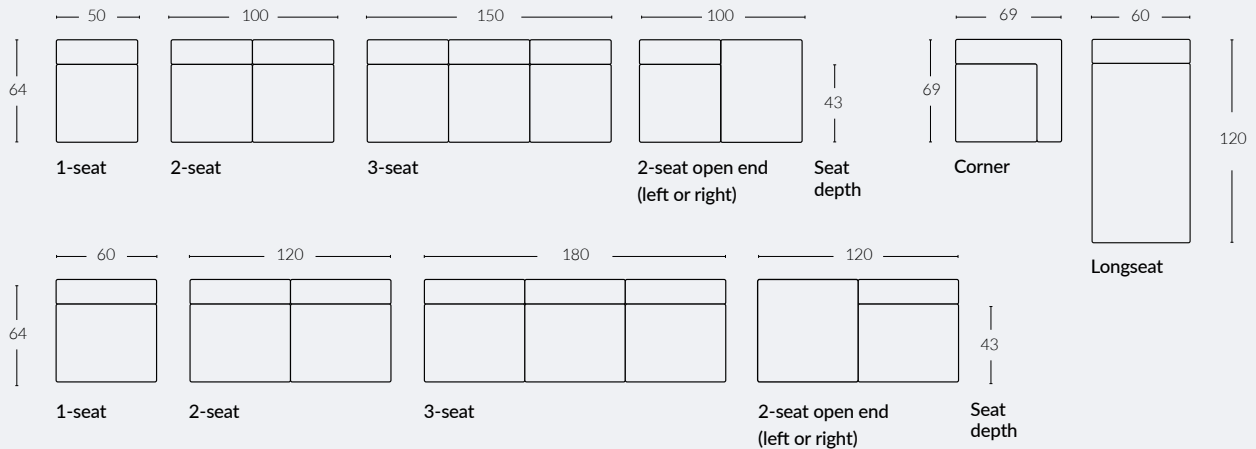 50
100
150
100
69
60
64
43
69
120
1-seat
2-seat
3-seat
2-seat open end
(left or right)
Seat
depth
Corner
Longseat
60
120
180
120
64
43
1-seat
2-seat
3-seat
2-seat open end
(left or right)
Seat
depth